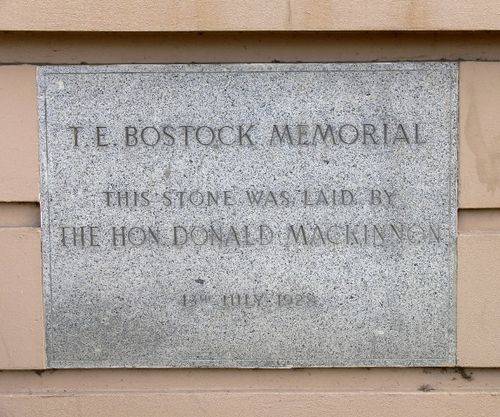 T. E. BOSTOCK MEMORIAL
THIS STONE WAS LAID BY
THE HON. DONALD MACKINNON
13TH JULY 1928